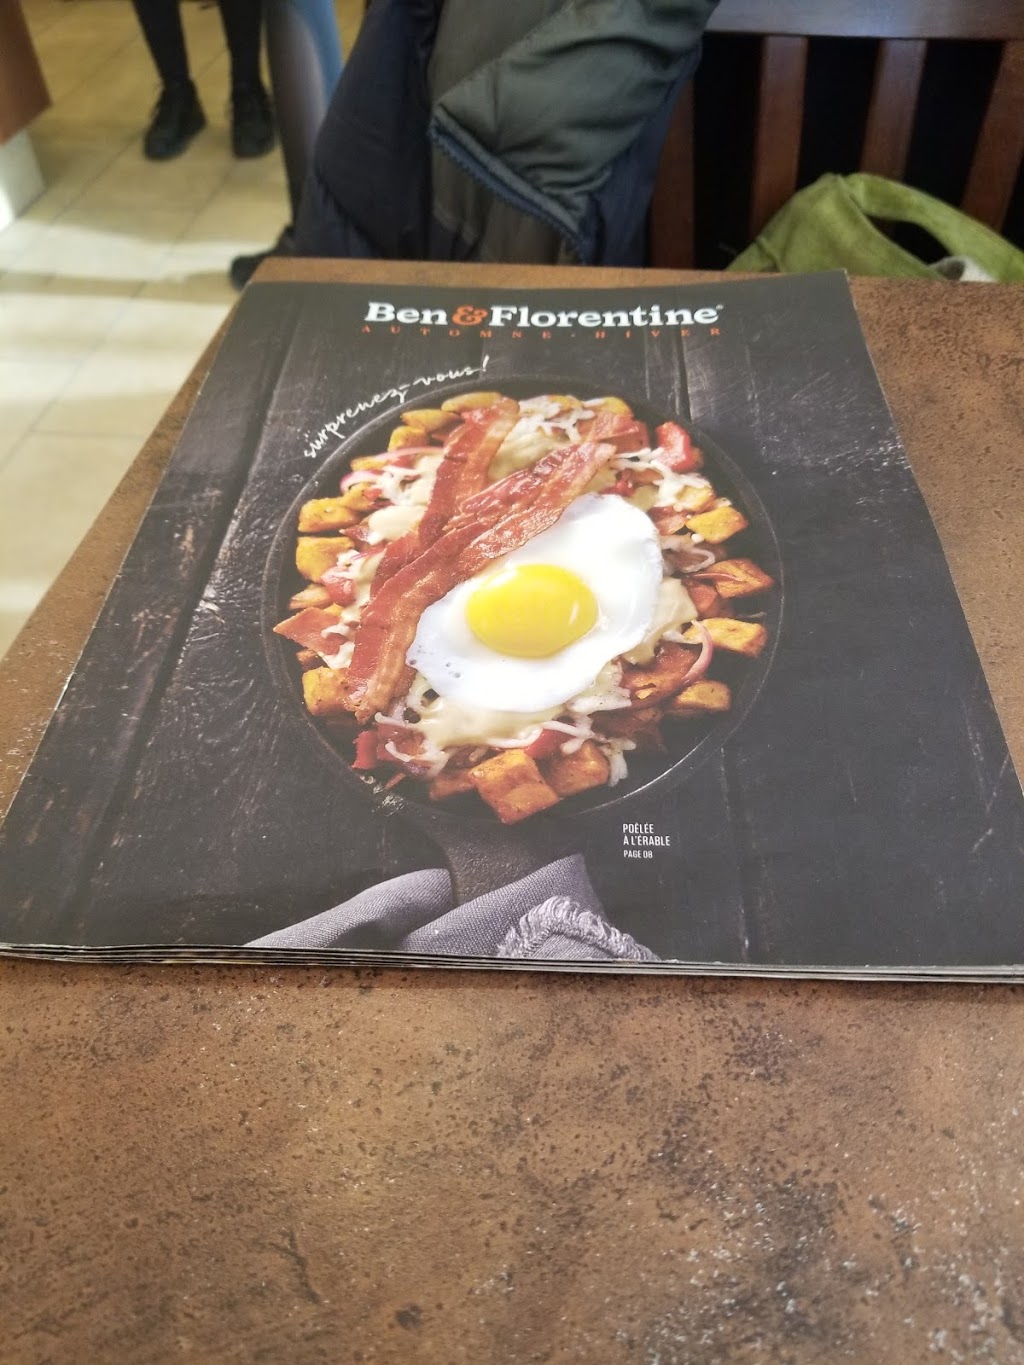 Ben & Florentine
AUTOMNE - HIVER
surprenez-vous!
POÊLÉE
À L'ÉRABLE
PAGE 08